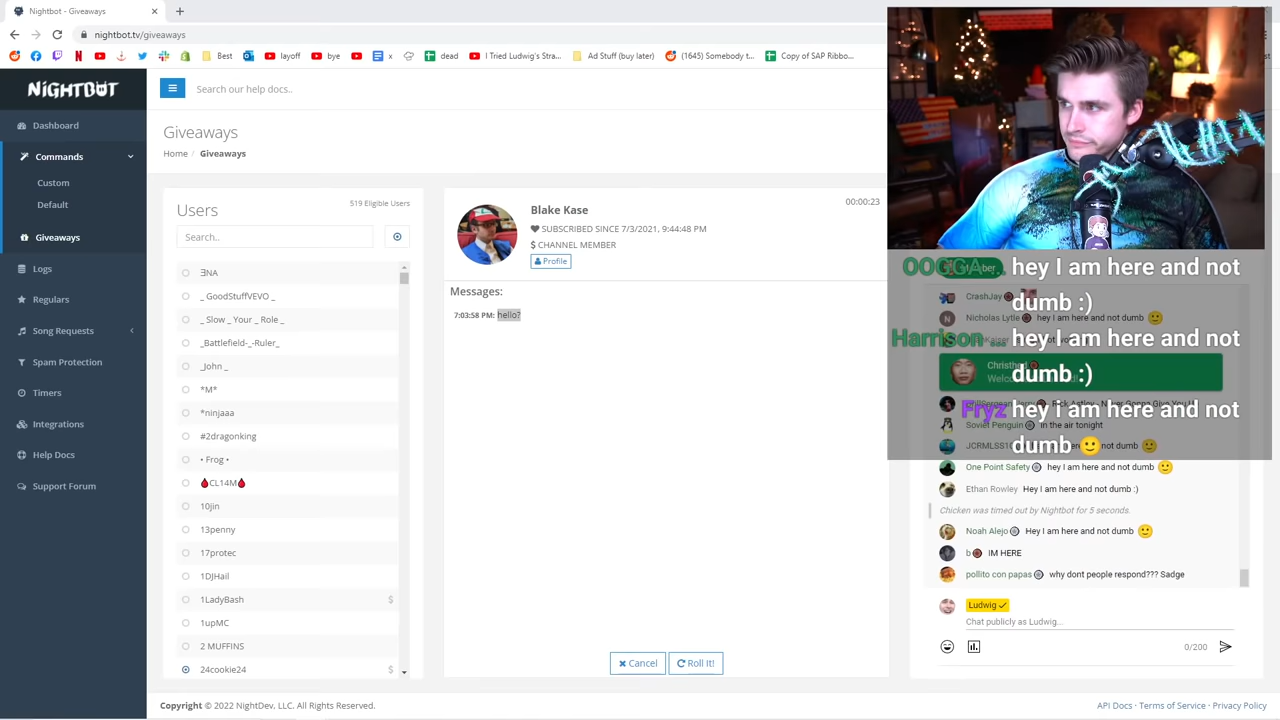 Nightbot - Giveaways
nightbot.tv/giveaways
Best
layoff
bye
x
dead
I Tried Ludwig's Stra...
Ad Stuff (buy later)
(1645) Somebody t...
Copy of SAP Ribbo...
NIGHTBOT
Search our help docs..
Dashboard
Commands
Custom
Default
Giveaways
Logs
Regulars
Song Requests
Spam Protection
Timers
Integrations
Help Docs
Support Forum
Giveaways
Home / Giveaways
Users
519 Eligible Users
Search..
ƎNA
_ GoodStuffVEVO _
_ Slow _ Your _ Role _
_Battlefield-_-Ruler_
_John _
*M*
*ninjaaa
#2dragonking
• Frog •
🩸CL14M🩸
10jin
13penny
17protec
1DJHail
1LadyBash $
1upMC
2 MUFFINS
24cookie24 $
Blake Kase
00:00:23
SUBSCRIBED SINCE 7/3/2021, 9:44:48 PM
$ CHANNEL MEMBER
Profile
Messages:
7:03:58 PM: hello?
Cancel
Roll It!
OOGGA... hey I am here and not
dumb :)
Harrison ... hey I am here and not
dumb :)
Fryz hey i am here and not
dumb 🙂
CrashJay
Nicholas Lytle hey I am here and not dumb 🙂
Soviet Penguin in the air tonight
One Point Safety hey I am here and not dumb 🙂
Ethan Rowley Hey I am here and not dumb :)
Chicken was timed out by Nightbot for 5 seconds.
Noah Alejo Hey I am here and not dumb 🙂
b IM HERE
pollito con papas why dont people respond??? Sadge
Ludwig ✓
Chat publicly as Ludwig...
0/200
Copyright © 2022 NightDev, LLC. All Rights Reserved.
API Docs · Terms of Service · Privacy Policy